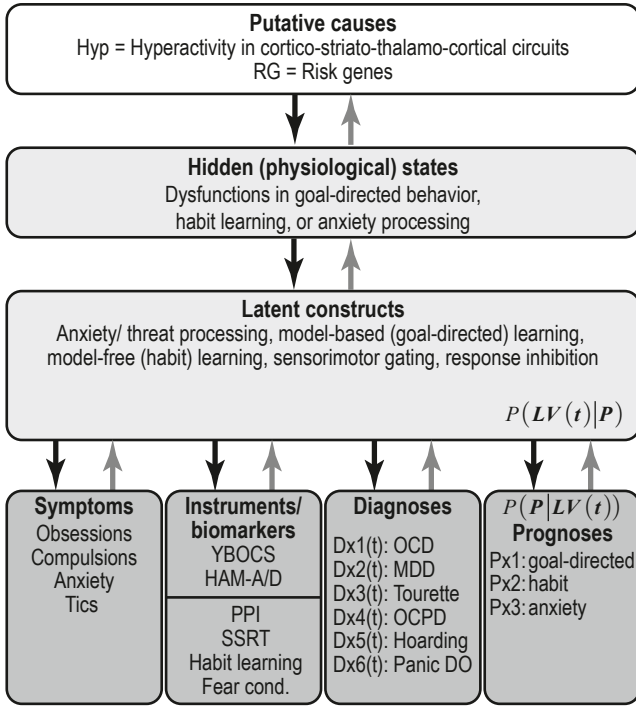 Putative causes
Hyp = Hyperactivity in cortico-striato-thalamo-cortical circuits
RG = Risk genes
Hidden (physiological) states
Dysfunctions in goal-directed behavior,
habit learning, or anxiety processing
Latent constructs
Anxiety/ threat processing, model-based (goal-directed) learning,
model-free (habit) learning, sensorimotor gating, response inhibition
P(LV(t)|P)
Symptoms
Obsessions
Compulsions
Anxiety
Tics
Instruments/
biomarkers
YBOCS
HAM-A/D
PPI
SSRT
Habit learning
Fear cond.
Diagnoses
Dx1(t): OCD
Dx2(t): MDD
Dx3(t): Tourette
Dx4(t): OCPD
Dx5(t): Hoarding
Dx6(t): Panic DO
P(P|LV(t))
Prognoses
Px1: goal-directed
Px2: habit
Px3: anxiety